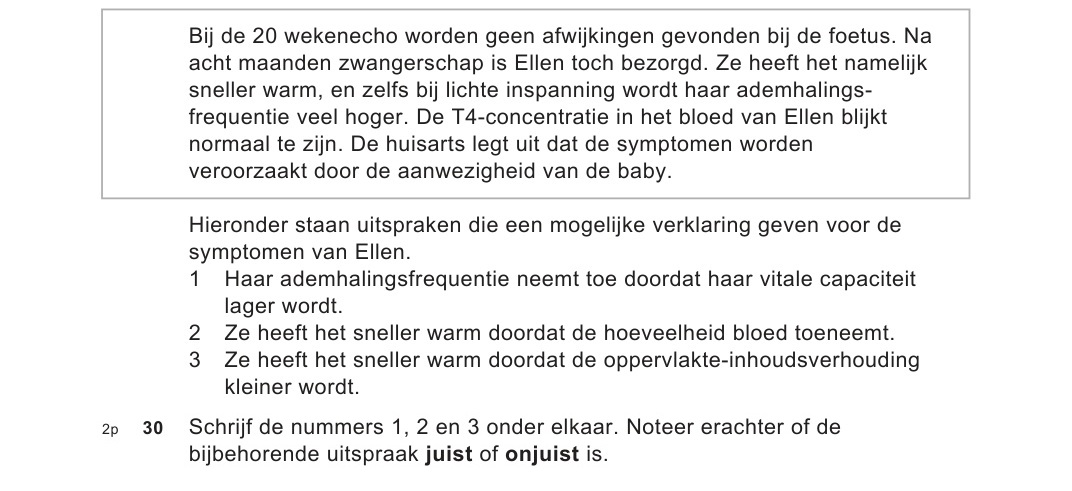 Bij de 20 wekenecho worden geen afwijkingen gevonden bij de foetus. Na
acht maanden zwangerschap is Ellen toch bezorgd. Ze heeft het namelijk
sneller warm, en zelfs bij lichte inspanning wordt haar ademhalings-
frequentie veel hoger. De T4-concentratie in het bloed van Ellen blijkt
normaal te zijn. De huisarts legt uit dat de symptomen worden
veroorzaakt door de aanwezigheid van de baby.
Hieronder staan uitspraken die een mogelijke verklaring geven voor de
symptomen van Ellen.
1 Haar ademhalingsfrequentie neemt toe doordat haar vitale capaciteit
lager wordt.
2 Ze heeft het sneller warm doordat de hoeveelheid bloed toeneemt.
3 Ze heeft het sneller warm doordat de oppervlakte-inhoudsverhouding
kleiner wordt.
2p 30 Schrijf de nummers 1, 2 en 3 onder elkaar. Noteer erachter of de
bijbehorende uitspraak juist of onjuist is.